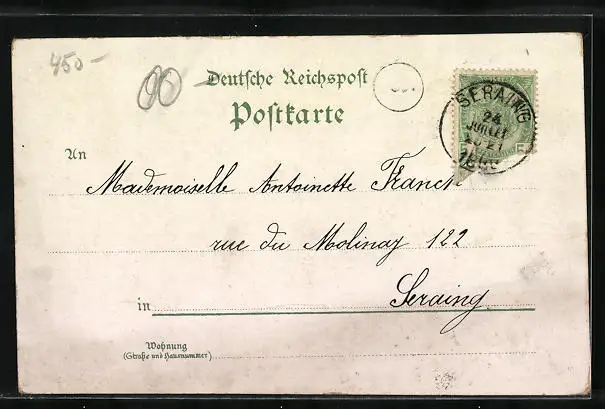 450-
00-
Deutsche Reichspost
Postkarte
SERAING
24
JUILLET
An
Mademoiselle Antoinette Franck
rue du Molinay 122
Seraing
in
Wohnung
(Straße und Hausnummer)